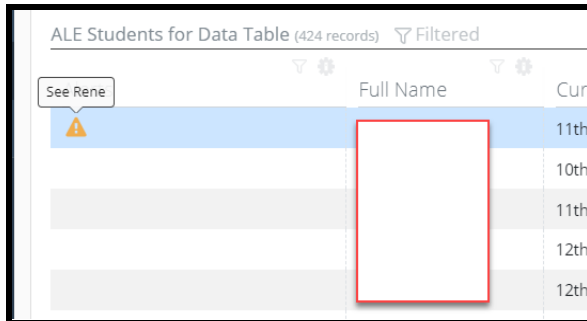 ALE Students for Data Table (424 records) Filtered
See Rene
Full Name
Cur
11th
10th
11th
12th
12th